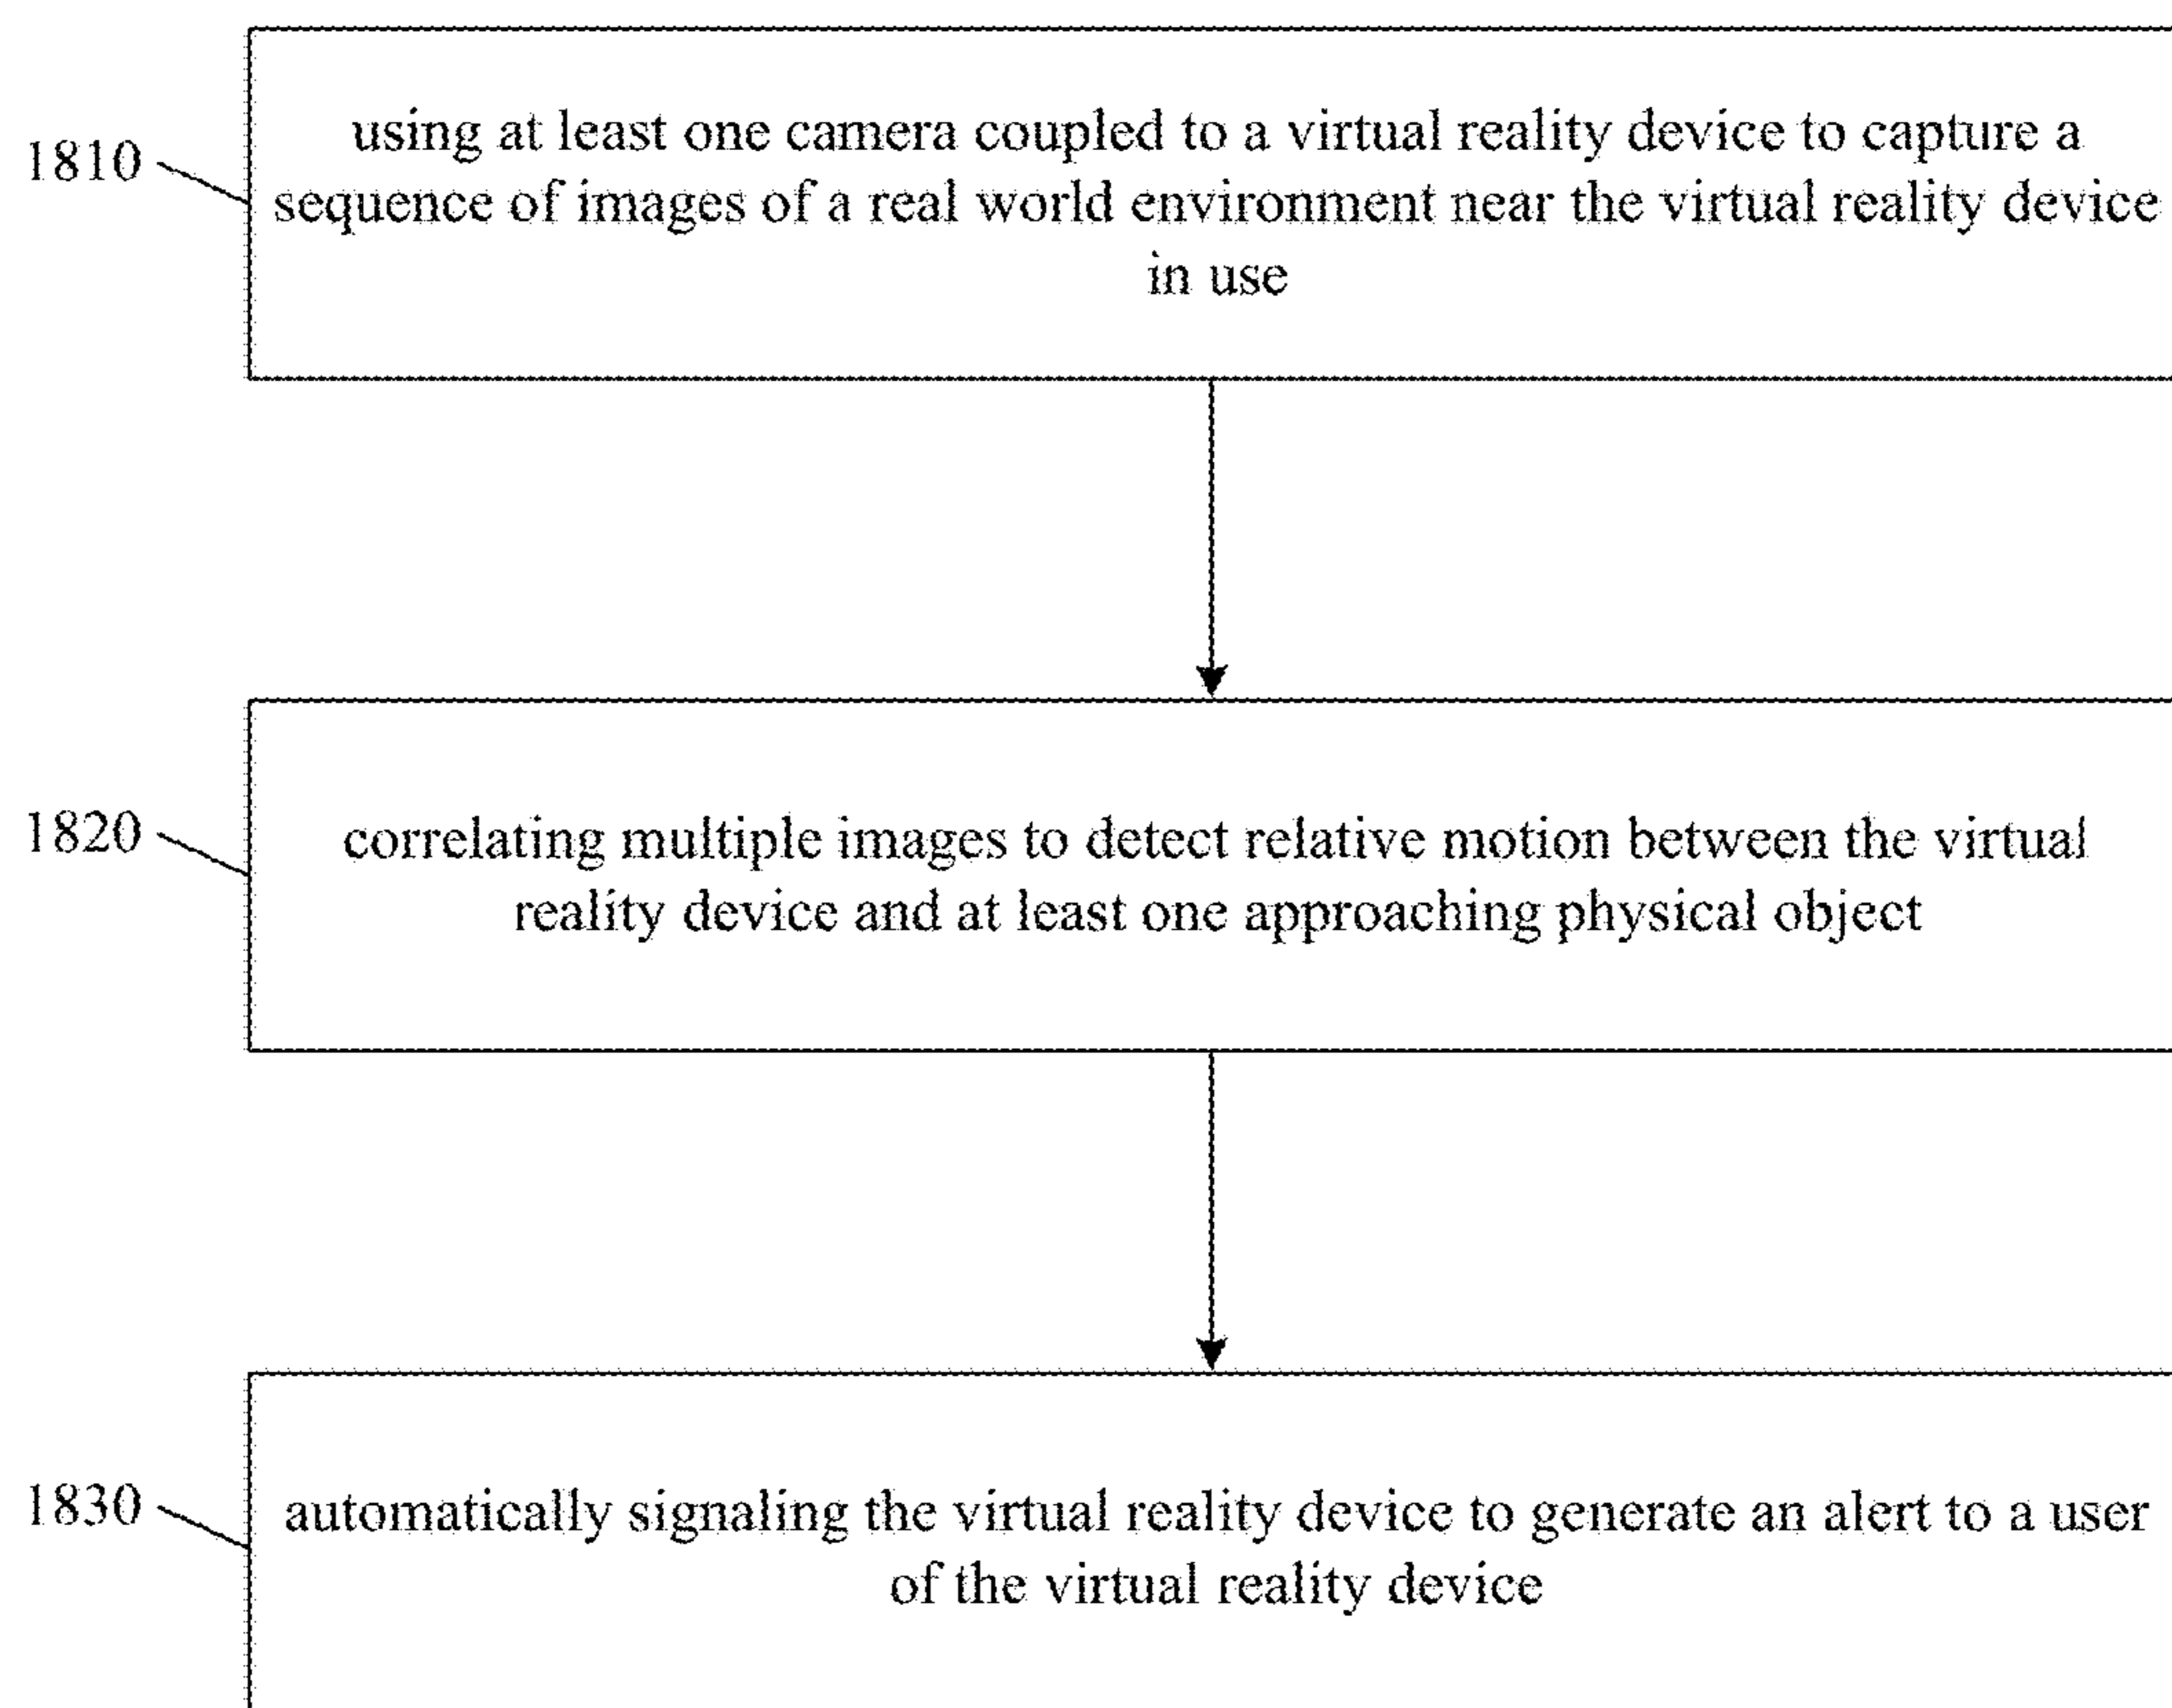 1810
using at least one camera coupled to a virtual reality device to capture a
sequence of images of a real world environment near the virtual reality device
in use
1820
correlating multiple images to detect relative motion between the virtual
reality device and at least one approaching physical object
1830
automatically signaling the virtual reality device to generate an alert to a user
of the virtual reality device